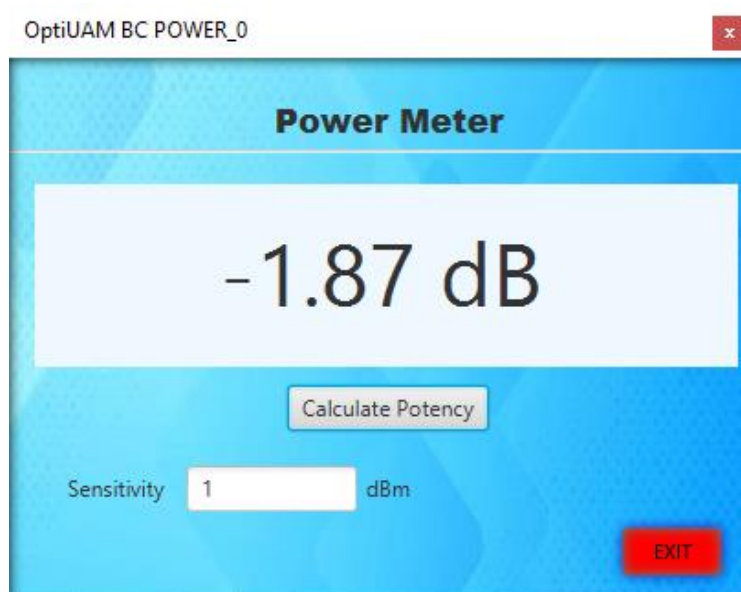 OptiUAM BC POWER_0
x
Power Meter
-1.87 dB
Calculate Potency
Sensitivity 1 dBm
EXIT